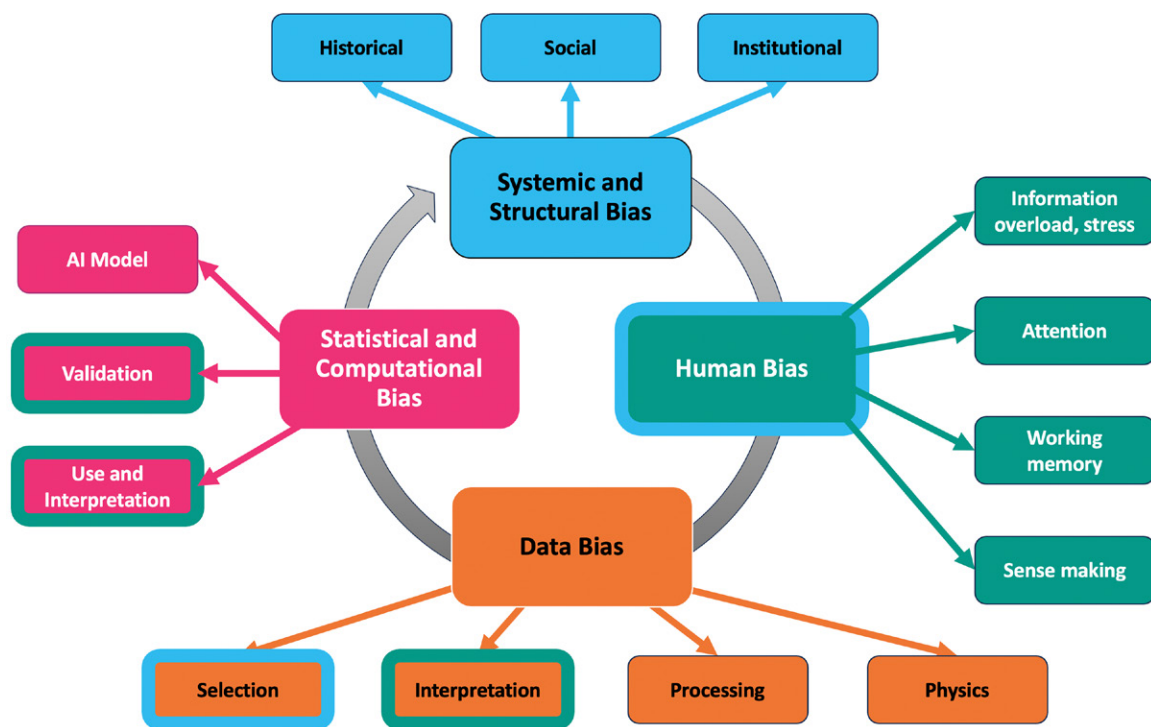 Historical
Social
Institutional
Systemic and
Structural Bias
Information
overload, stress
AI Model
Statistical and
Computational
Bias
Validation
Human Bias
Attention
Use and
Interpretation
Working
memory
Data Bias
Sense making
Selection
Interpretation
Processing
Physics